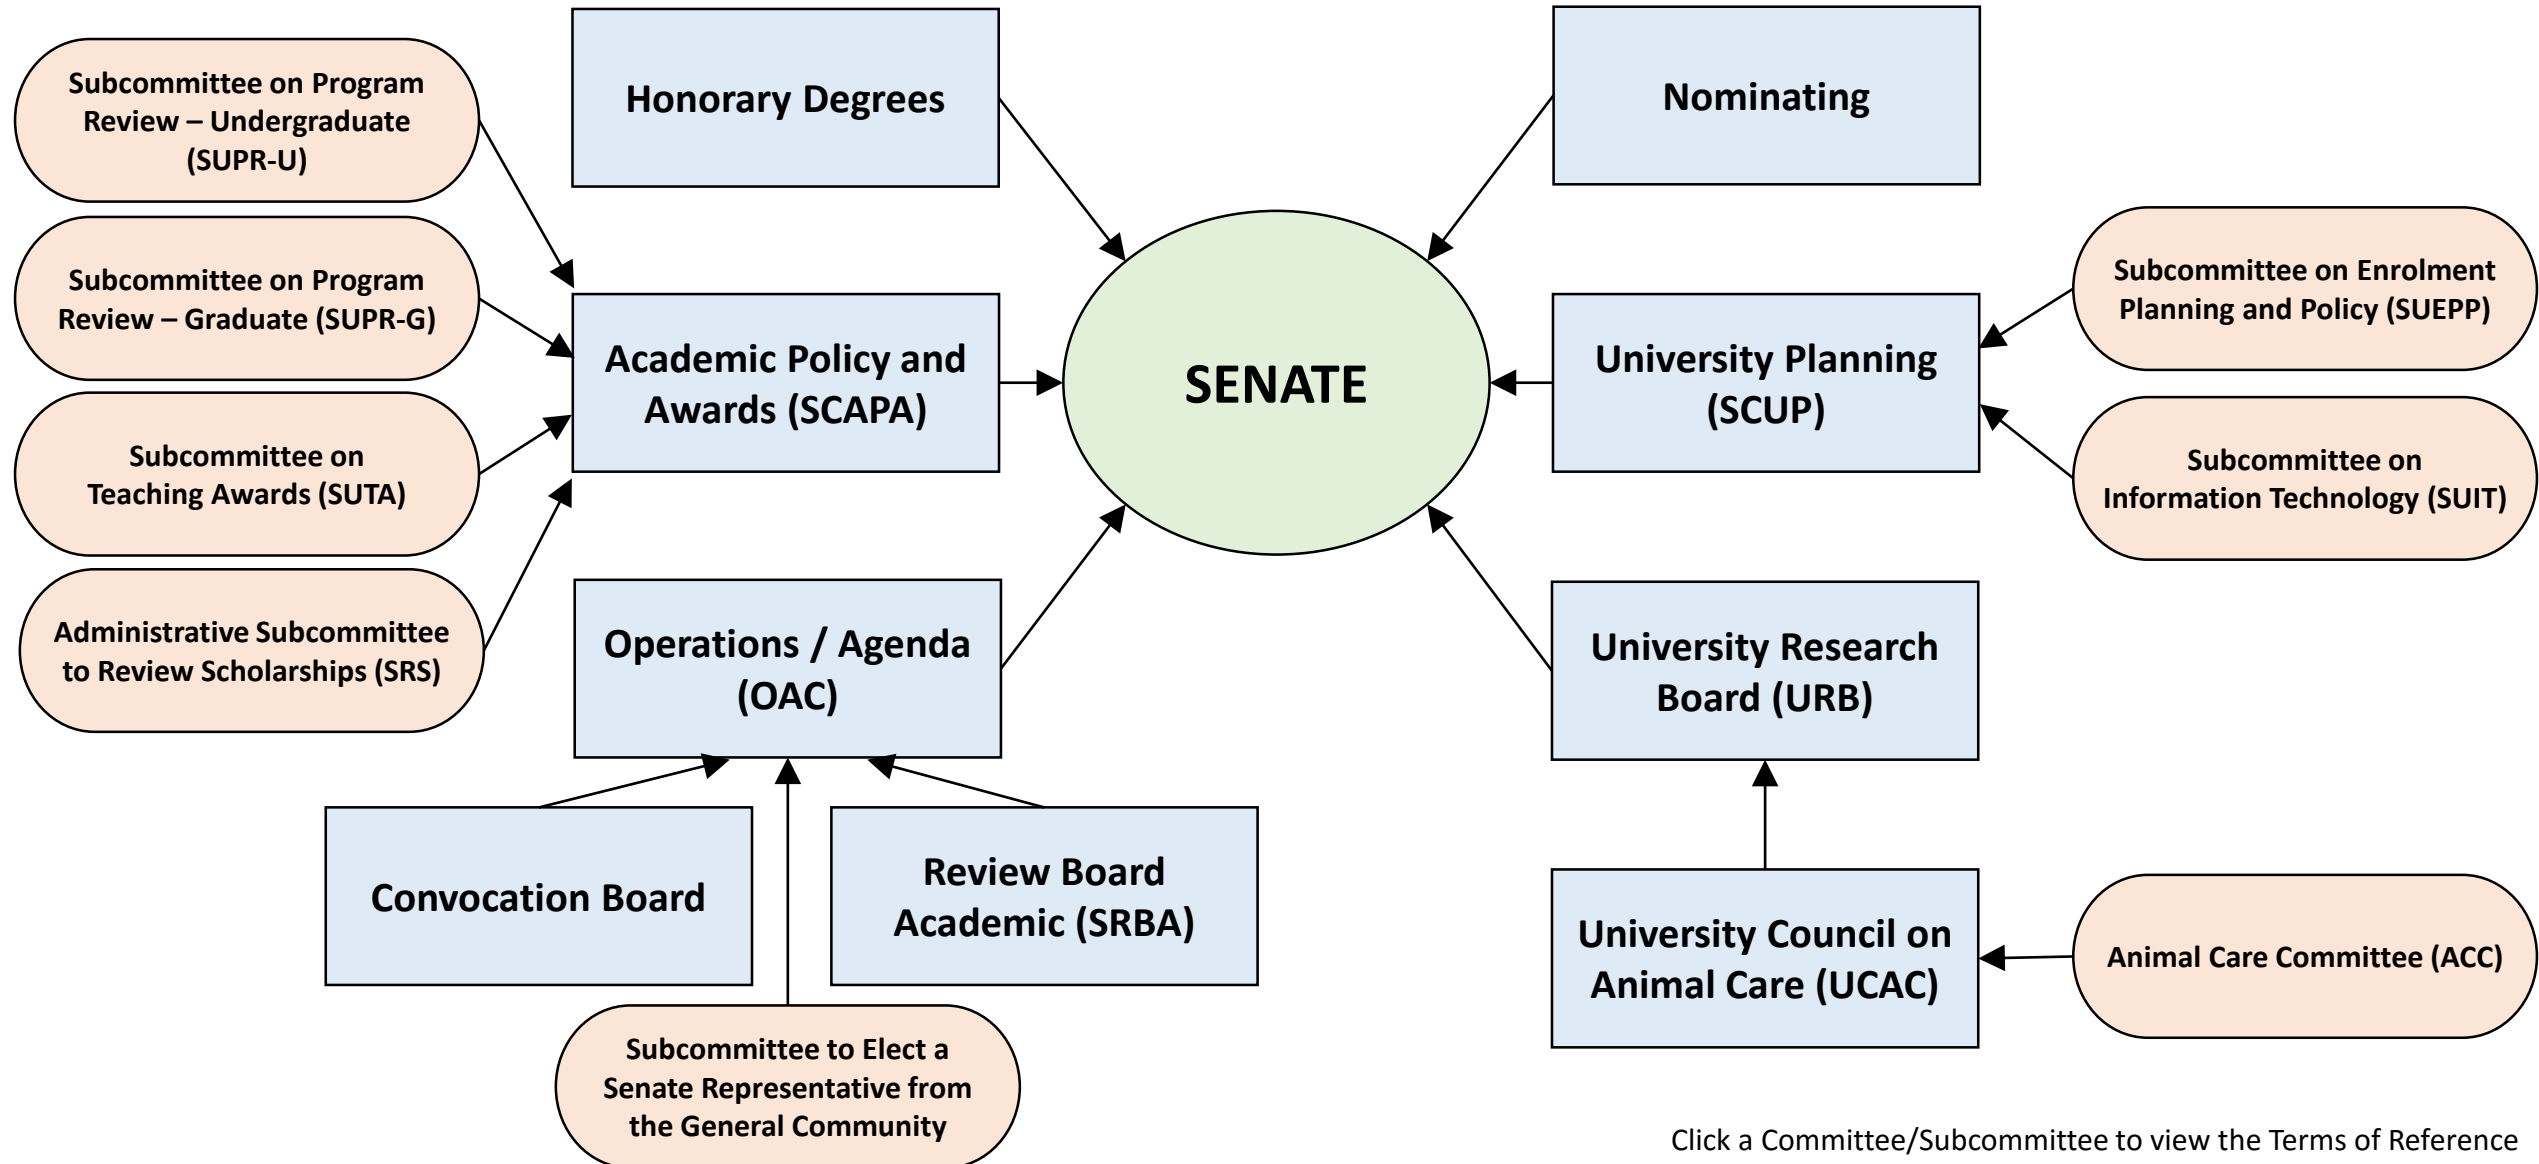 Subcommittee on Program
Review – Undergraduate
(SUPR-U)
Honorary Degrees
Nominating
Subcommittee on Program
Review – Graduate (SUPR-G)
Academic Policy and
Awards (SCAPA)
SENATE
University Planning
(SCUP)
Subcommittee on Enrolment
Planning and Policy (SUEPP)
Subcommittee on
Teaching Awards (SUTA)
Subcommittee on
Information Technology (SUIT)
Administrative Subcommittee
to Review Scholarships (SRS)
Operations / Agenda
(OAC)
University Research
Board (URB)
Convocation Board
Review Board
Academic (SRBA)
University Council on
Animal Care (UCAC)
Animal Care Committee (ACC)
Subcommittee to Elect a
Senate Representative from
the General Community
Click a Committee/Subcommittee to view the Terms of Reference